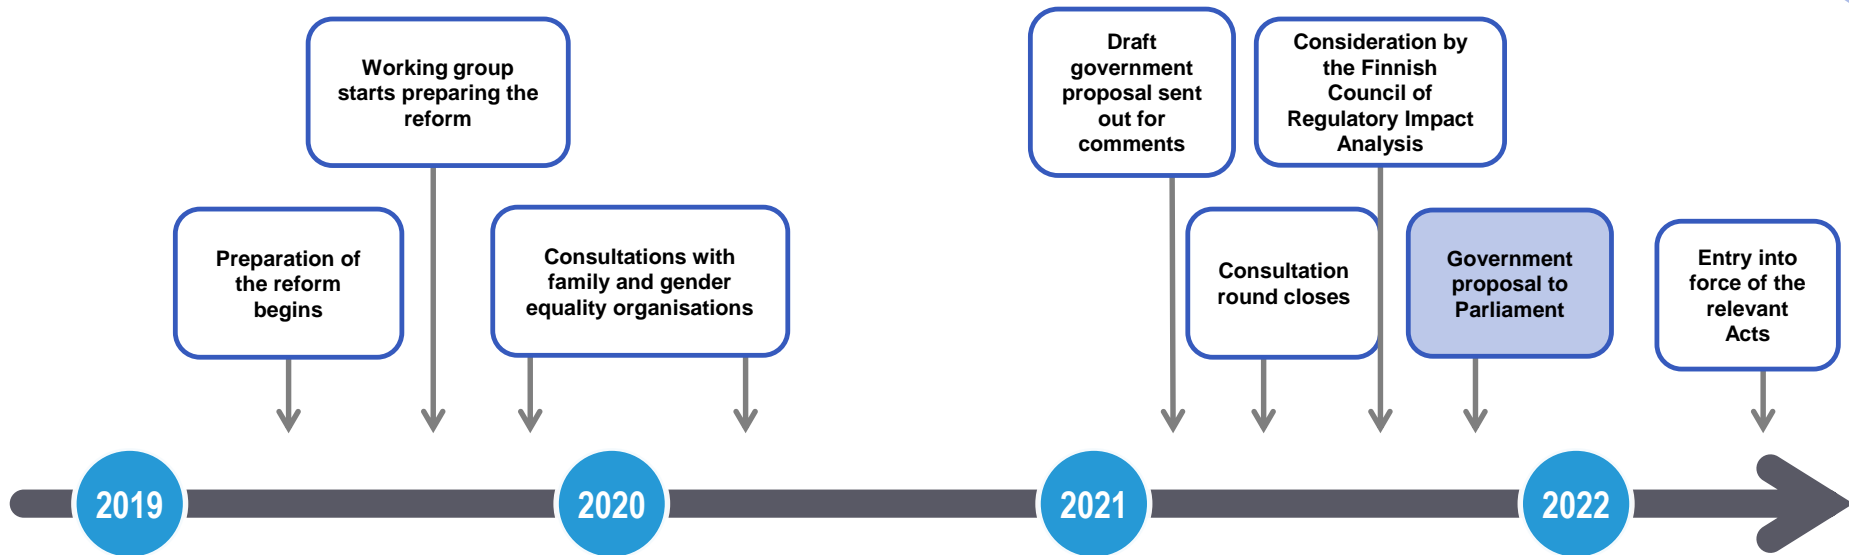 Working group
starts preparing the
reform
Preparation of
the reform
begins
Consultations with
family and gender
equality organisations
Draft
government
proposal sent
out for
comments
Consultation
round closes
Consideration by
the Finnish
Council of
Regulatory Impact
Analysis
Government
proposal to
Parliament
Entry into
force of the
relevant
Acts
2019
2020
2021
2022